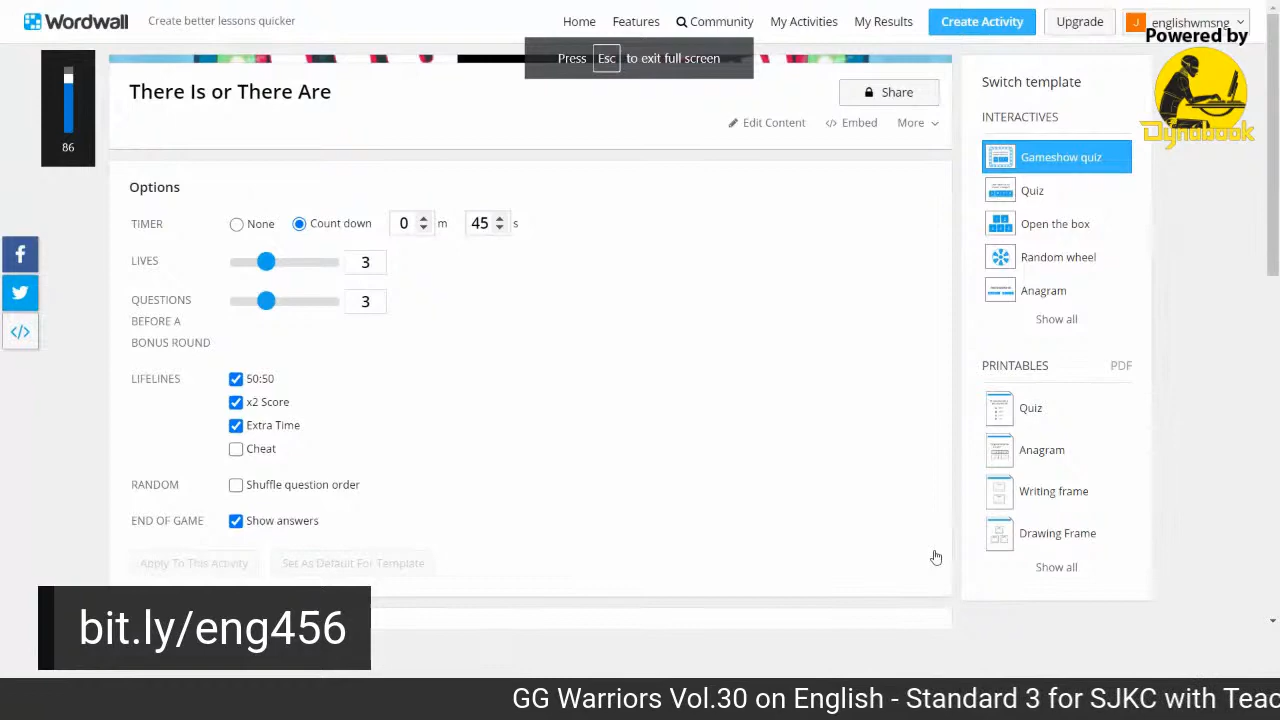 Wordwall Create better lessons quicker Home Features Community My Activities My Results Create Activity Upgrade J englishwmsng
Powered by
Dynobook
Press Esc to exit full screen
86
There Is or There Are
Share
Edit Content </> Embed More
Options
TIMER None Count down 0 m 45 s
LIVES 3
QUESTIONS BEFORE A BONUS ROUND 3
LIFELINES 50:50
x2 Score
Extra Time
Cheat
RANDOM Shuffle question order
END OF GAME Show answers
Apply To This Activity Set As Default For Template
Switch template
INTERACTIVES
Gameshow quiz
Quiz
Open the box
Random wheel
Anagram
Show all
PRINTABLES PDF
Quiz
Anagram
Writing frame
Drawing Frame
Show all
bit.ly/eng456
GG Warriors Vol.30 on English - Standard 3 for SJKC with Teac